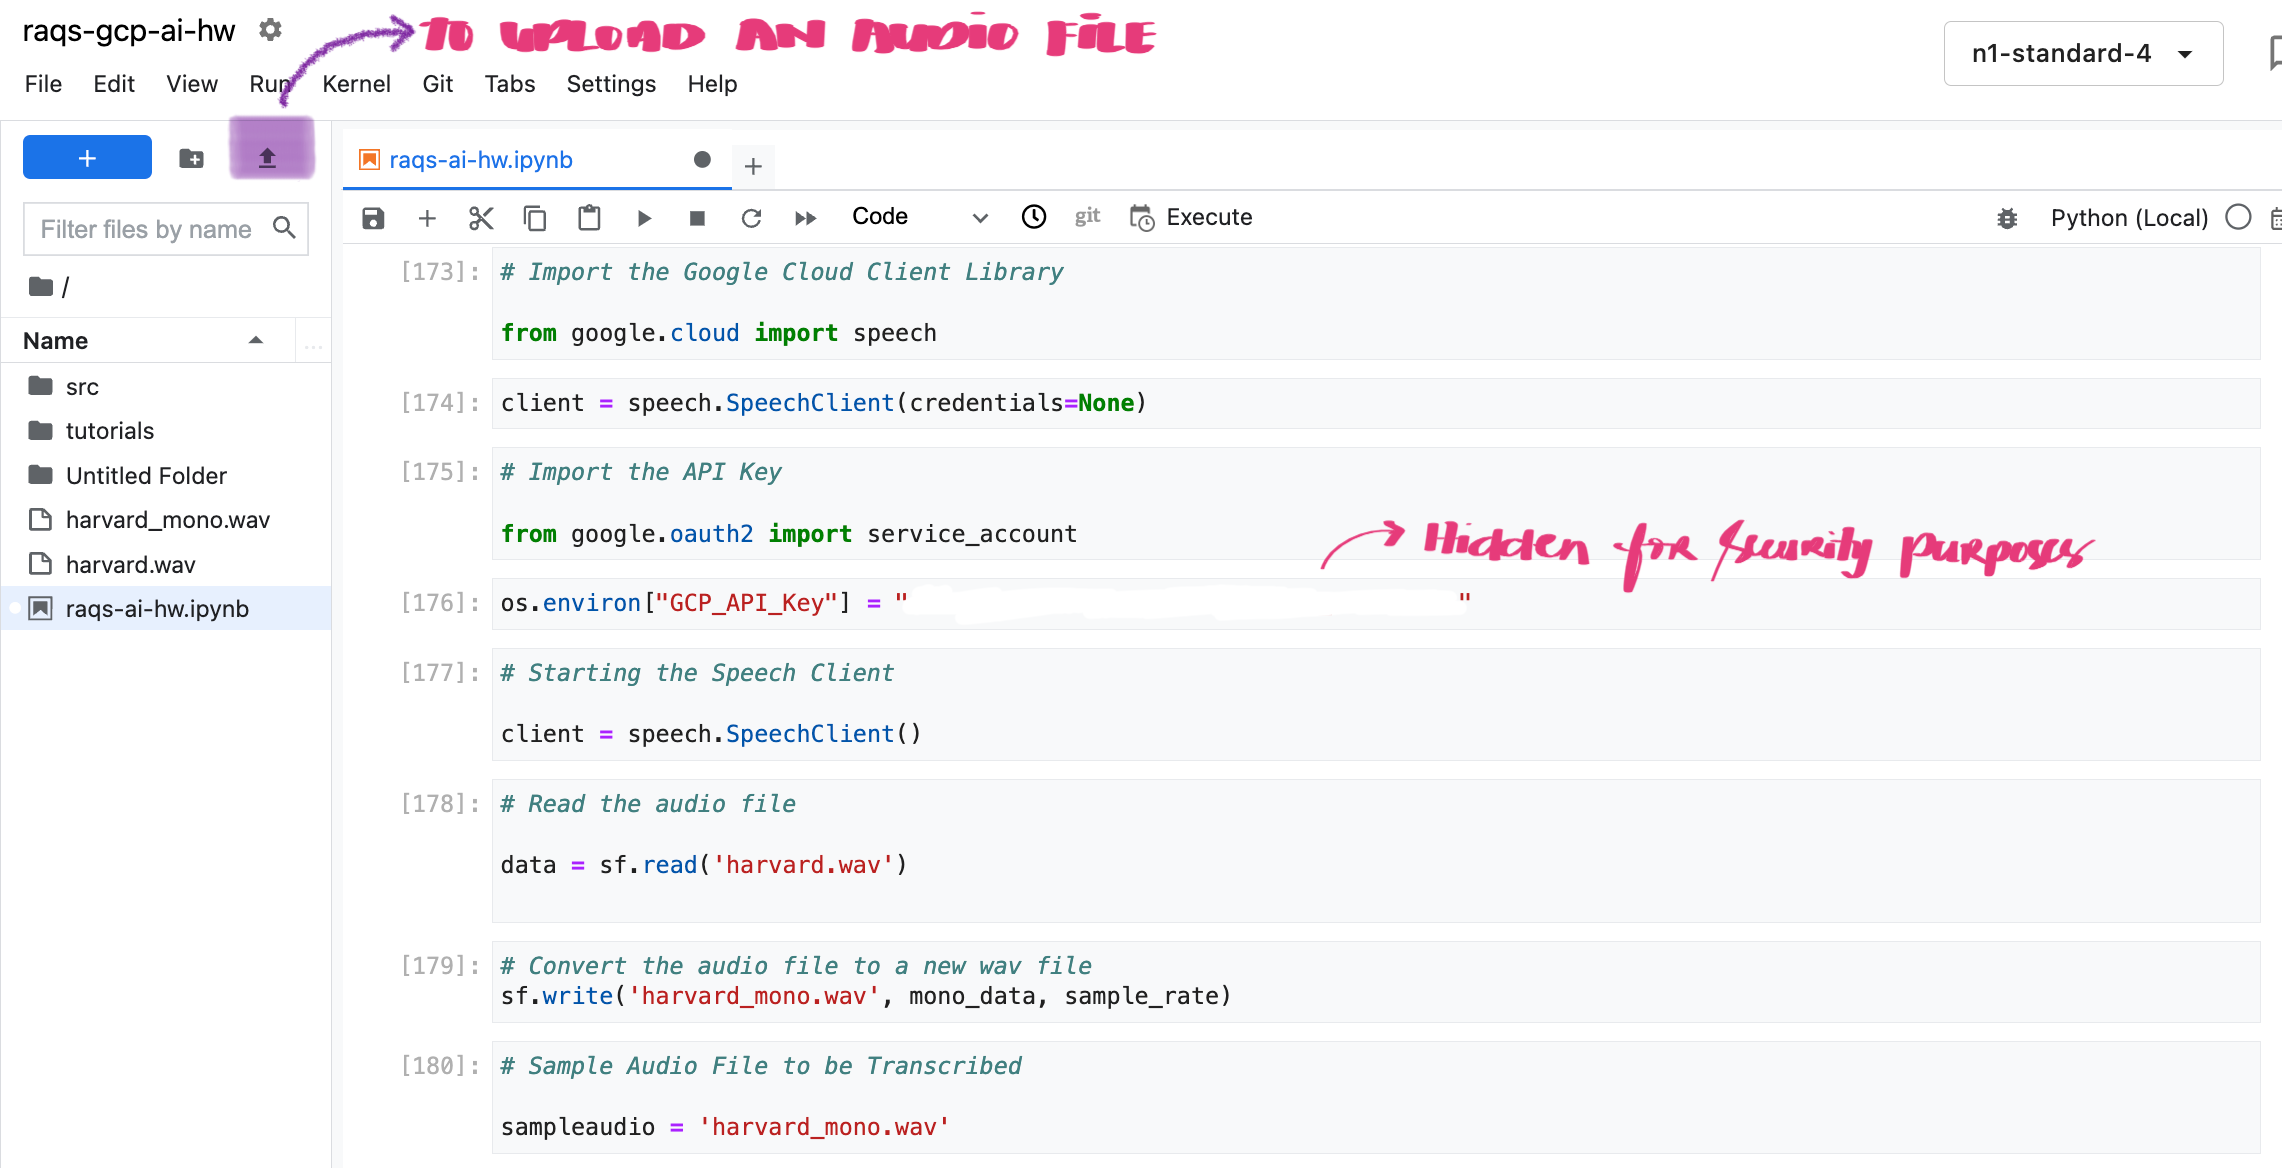 raqs-gcp-ai-hw
TO UPLOAD AN AUDIO FILE
n1-standard-4
File Edit View Run Kernel Git Tabs Settings Help
+
raqs-ai-hw.ipynb
+
Filter files by name
Code
git
Execute
Python (Local)
/
Name
...
src
tutorials
Untitled Folder
harvard_mono.wav
harvard.wav
raqs-ai-hw.ipynb
[173]: # Import the Google Cloud Client Library
from google.cloud import speech
[174]: client = speech.SpeechClient(credentials=None)
[175]: # Import the API Key
from google.oauth2 import service_account
Hidden for security purposes
[176]: os.environ["GCP_API_Key"] = " "
[177]: # Starting the Speech Client
client = speech.SpeechClient()
[178]: # Read the audio file
data = sf.read('harvard.wav')
[179]: # Convert the audio file to a new wav file
sf.write('harvard_mono.wav', mono_data, sample_rate)
[180]: # Sample Audio File to be Transcribed
sampleaudio = 'harvard_mono.wav'